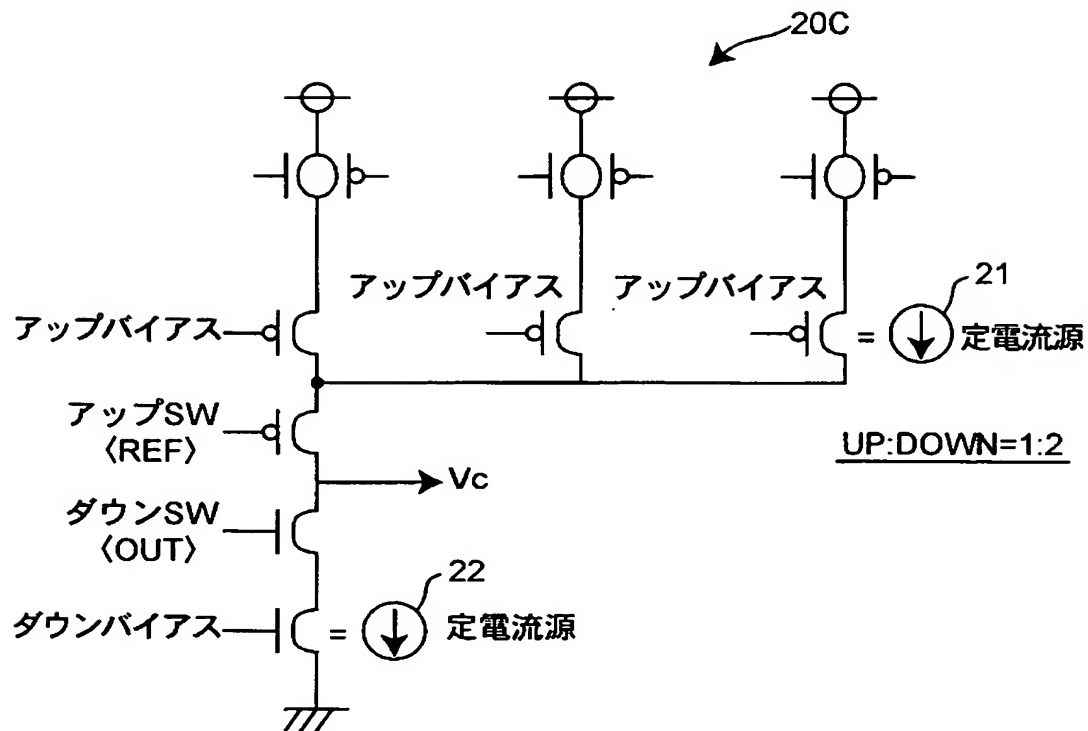 20C
アップバイアス
アップバイアス
21
アップバイアス
= 定電流源
アップSW
〈REF〉
UP:DOWN=1:2
Vc
ダウンSW
〈OUT〉
22
ダウンバイアス
= 定電流源